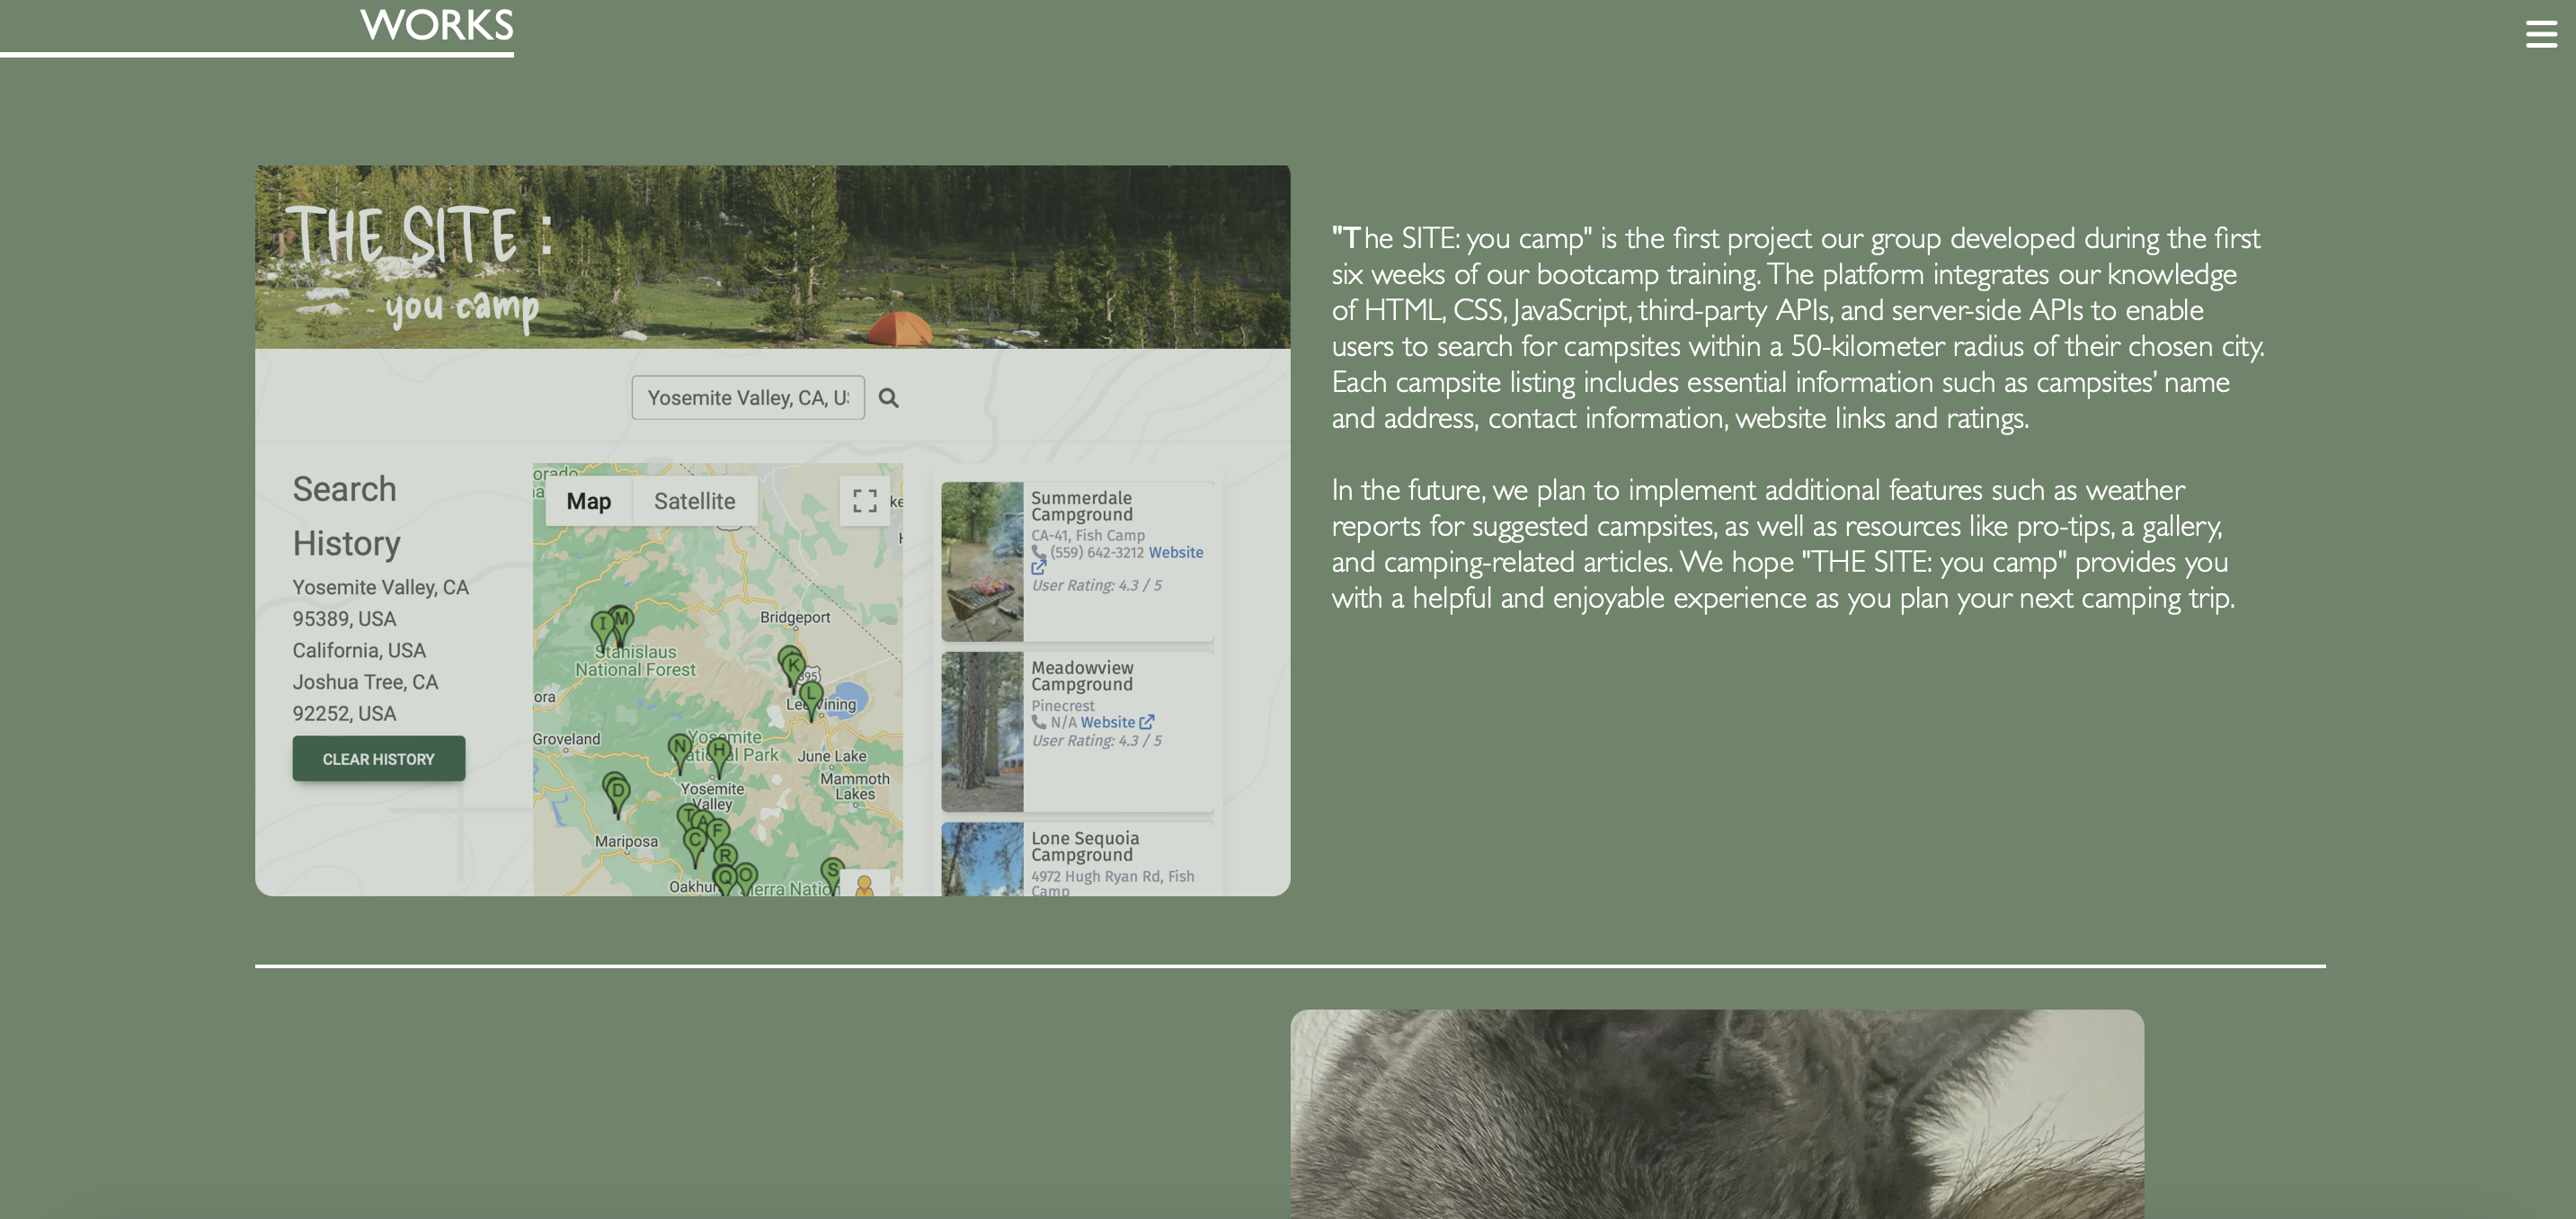 WORKS
THE SITE :
you camp
Yosemite Valley, CA, U
Search
History
Yosemite Valley, CA
95389, USA
California, USA
Joshua Tree, CA
92252, USA
CLEAR HISTORY
Map
Satellite
Bridgeport
I
M
Stanislaus
National Forest
K
395
L
Lee Vining
Groveland
Yosemite
National Park
N
H
June Lake
Mammoth
Lakes
Yosemite
Valley
D
T
A
F
C
Mariposa
R
Q
O
S
Summerdale
Campground
CA-41, Fish Camp
(559) 642-3212 Website
User Rating: 4.3 / 5
Meadowview
Campground
Pinecrest
N/A Website
User Rating: 4.3 / 5
Lone Sequoia
Campground
4972 Hugh Ryan Rd, Fish
Camp
"The SITE: you camp" is the first project our group developed during the first
six weeks of our bootcamp training. The platform integrates our knowledge
of HTML, CSS, JavaScript, third-party APIs, and server-side APIs to enable
users to search for campsites within a 50-kilometer radius of their chosen city.
Each campsite listing includes essential information such as campsites’ name
and address, contact information, website links and ratings.
In the future, we plan to implement additional features such as weather
reports for suggested campsites, as well as resources like pro-tips, a gallery,
and camping-related articles. We hope "THE SITE: you camp" provides you
with a helpful and enjoyable experience as you plan your next camping trip.